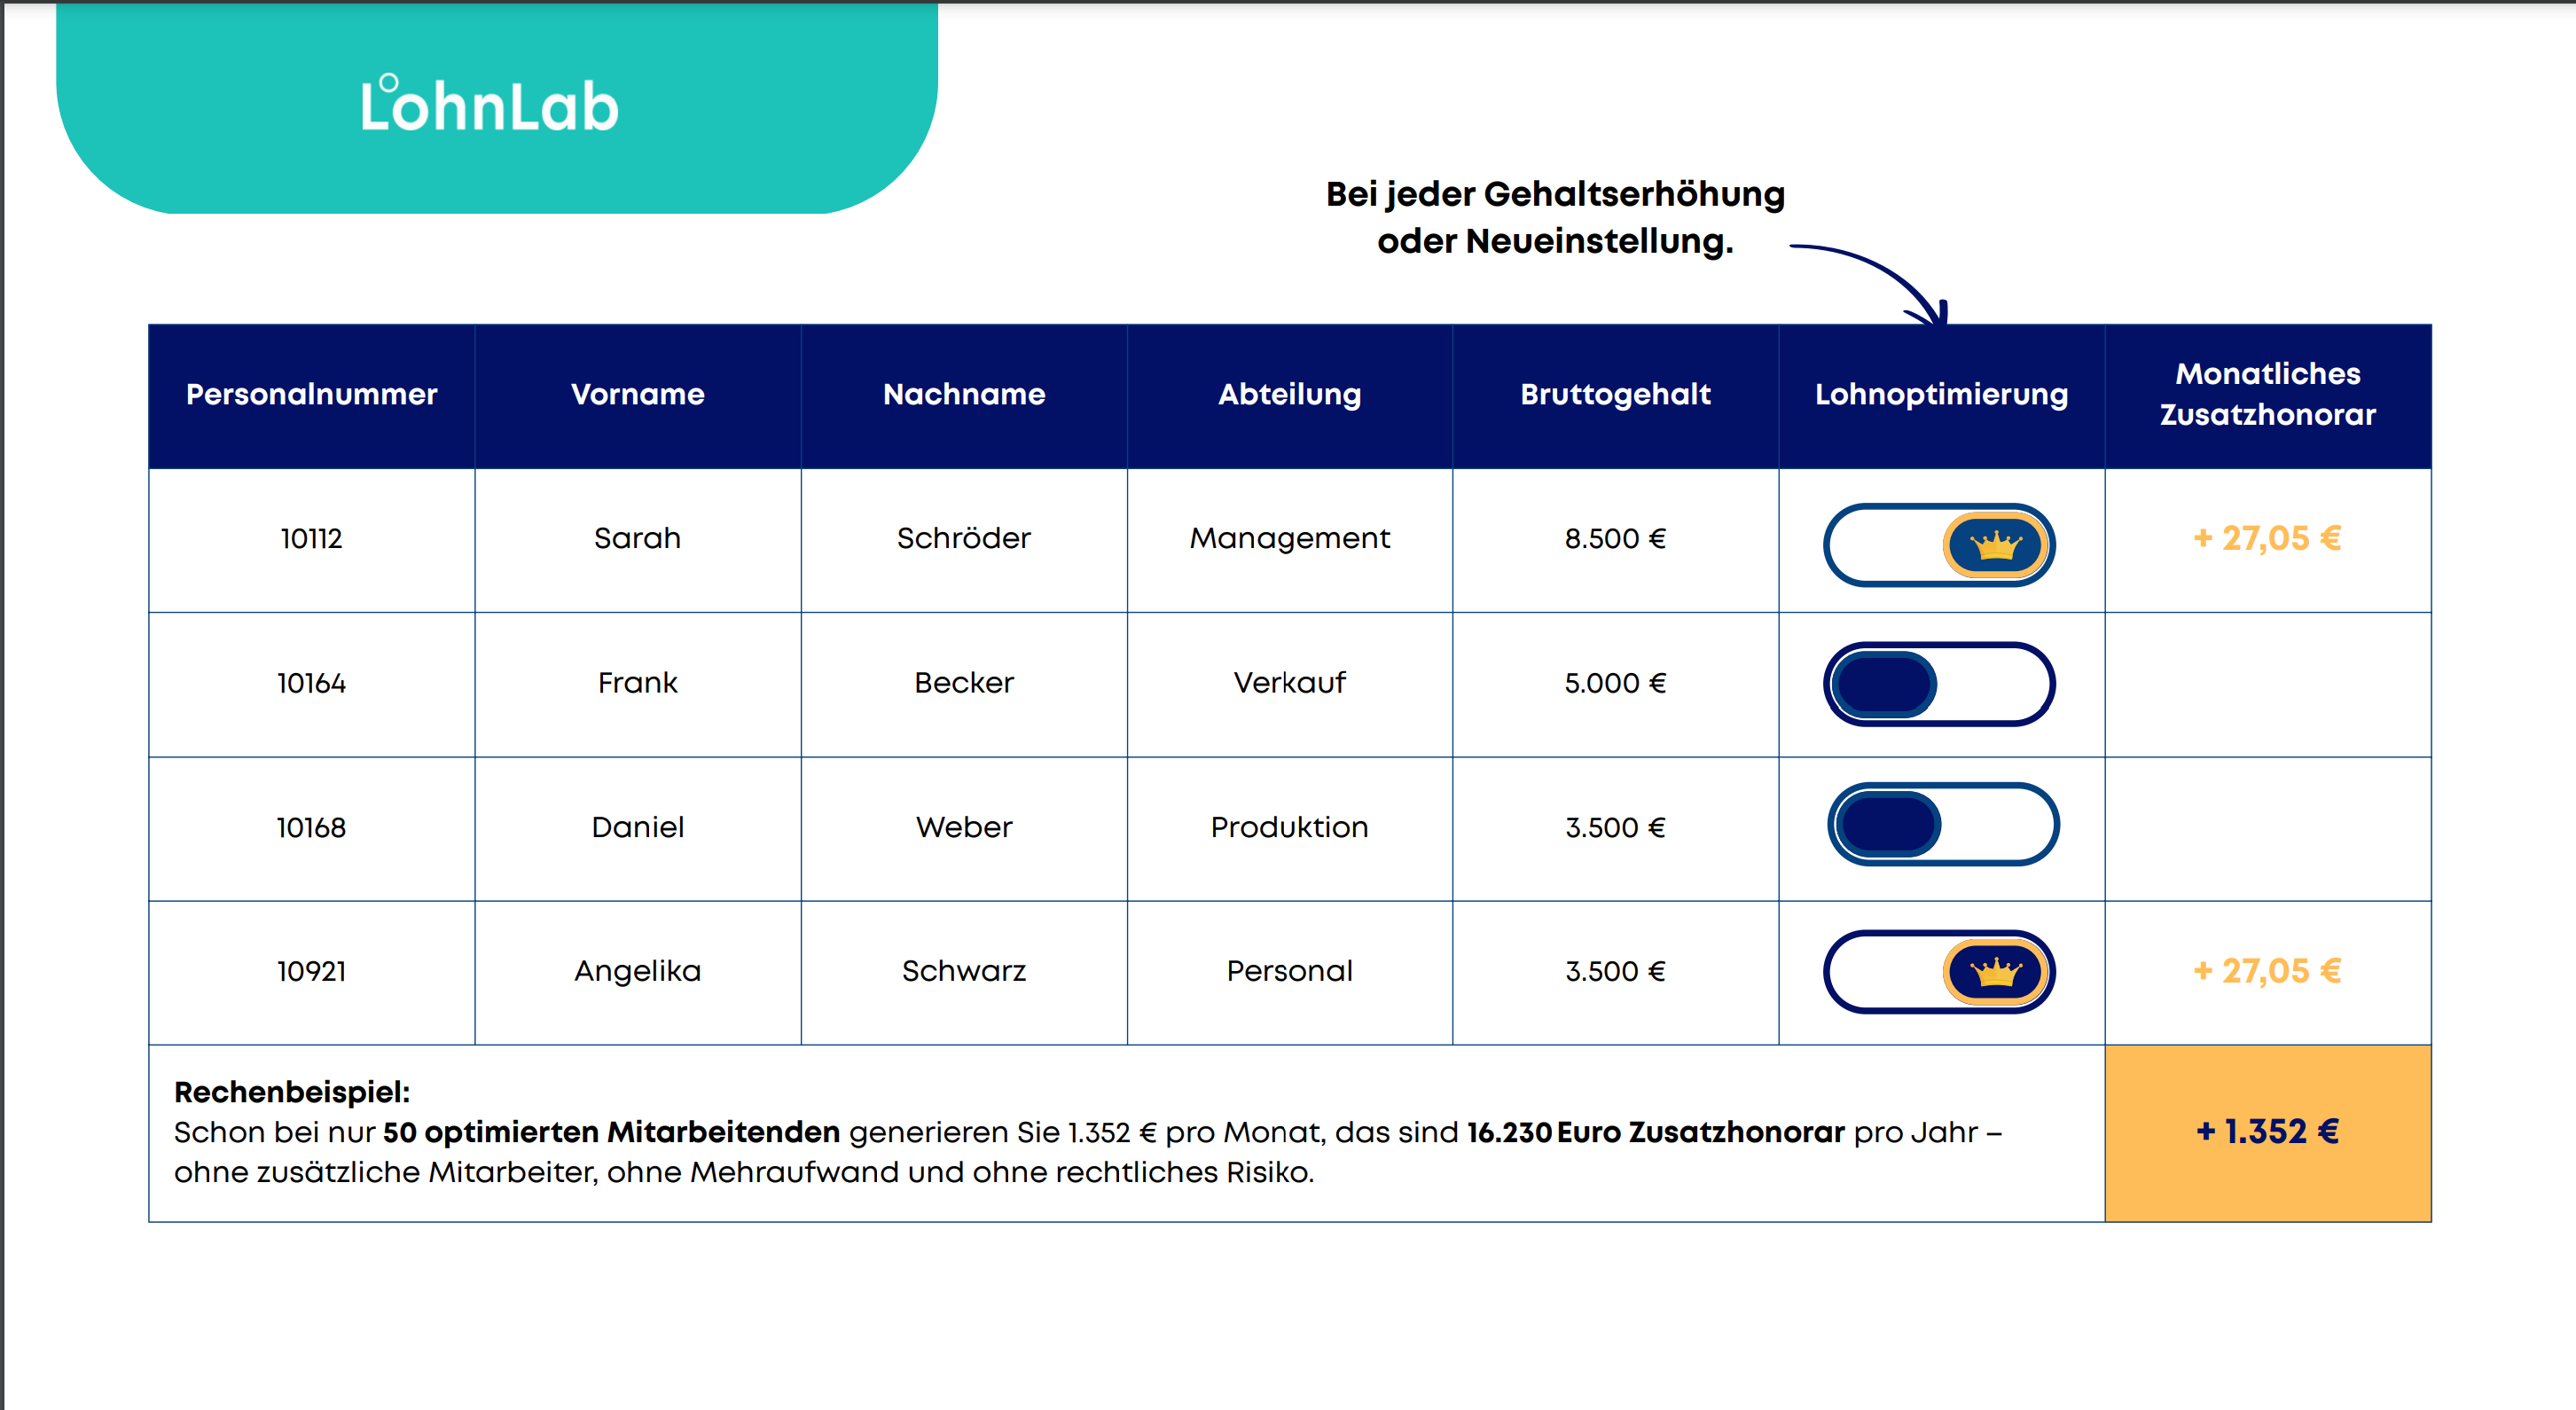 LohnLab
Bei jeder Gehaltserhöhung
oder Neueinstellung.
Personalnummer Vorname Nachname Abteilung Bruttogehalt Lohnoptimierung Monatliches Zusatzhonorar
10112 Sarah Schröder Management 8.500 € + 27,05 €
10164 Frank Becker Verkauf 5.000 €
10168 Daniel Weber Produktion 3.500 €
10921 Angelika Schwarz Personal 3.500 € + 27,05 €
Rechenbeispiel:
Schon bei nur 50 optimierten Mitarbeitenden generieren Sie 1.352 € pro Monat, das sind 16.230 Euro Zusatzhonorar pro Jahr –
ohne zusätzliche Mitarbeiter, ohne Mehraufwand und ohne rechtliches Risiko.
+ 1.352 €